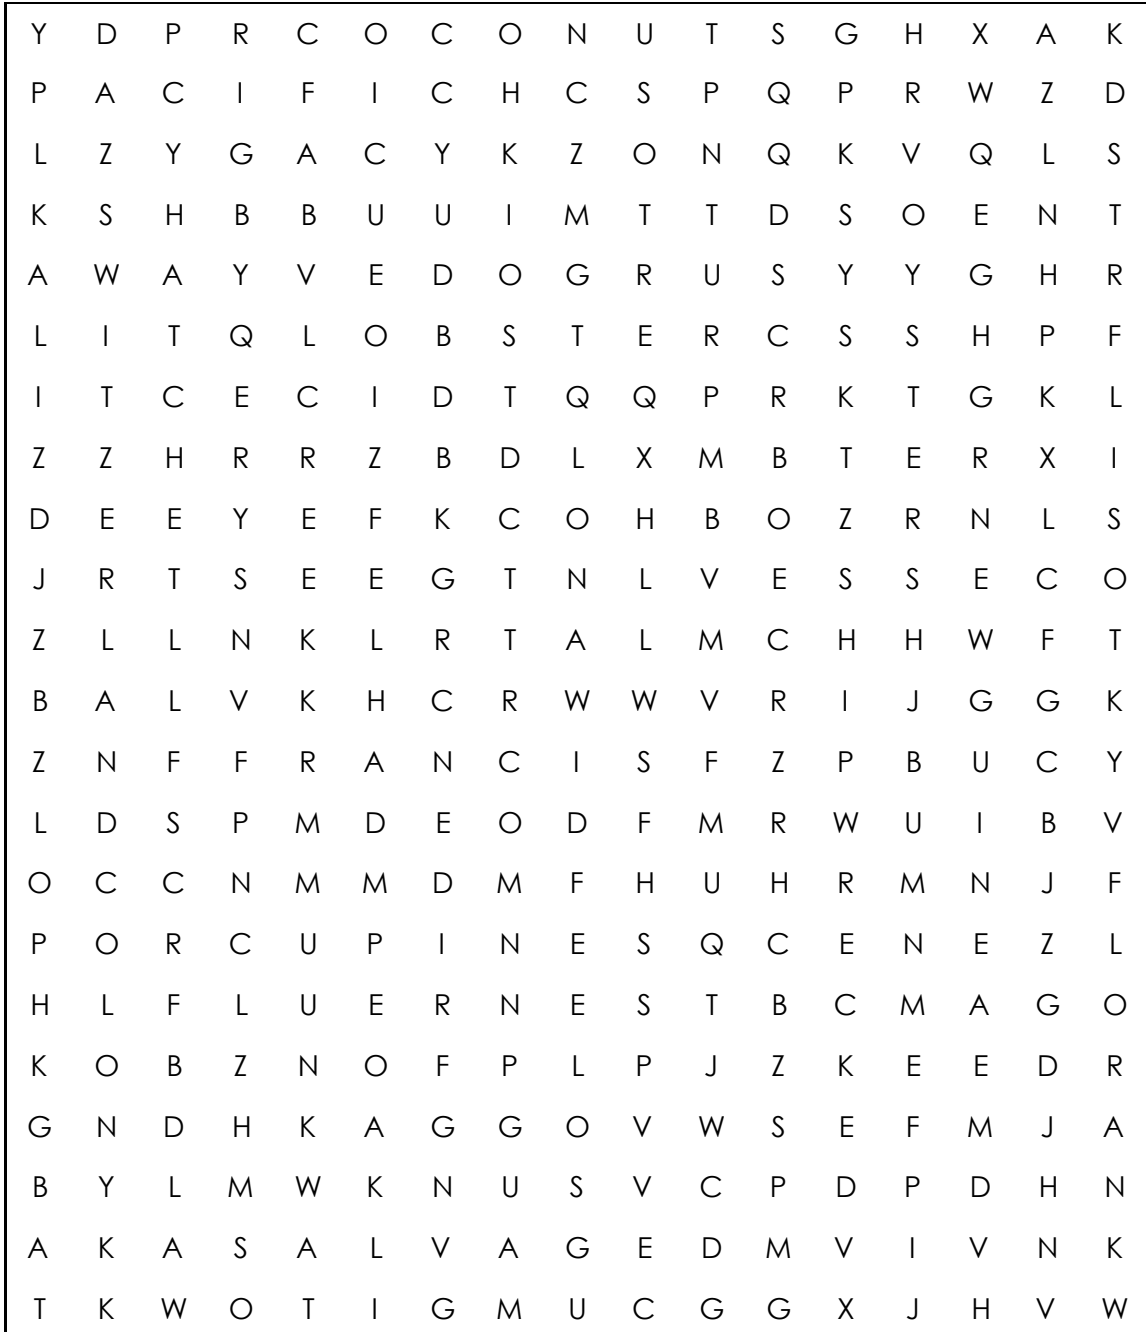 Y D P R C O C O N U T S G H X A K
P A C I F I C H C S P Q P R W Z D
L Z Y G A C Y K Z O N Q K V Q L S
K S H B B U U I M T T D S O E N T
A W A Y V E D O G R U S Y Y G H R
L I T Q L O B S T E R C S S H P F
I T C E C I D T Q Q P R K T G K L
Z Z H R R Z B D L X M B T E R X I
D E E Y E F K C O H B O Z R N L S
J R T S E E G T N L V E S S E C O
Z L L N K L R T A L M C H H W F T
B A L V K H C R W W V R I J G G K
Z N F F R A N C I S F Z P B U C Y
L D S P M D E O D F M R W U I B V
O C C N M M D M F H U H R M N J F
P O R C U P I N E S Q C E N E Z L
H L F L U E R N E S T B C M A G O
K O B Z N O F P L P J Z K E E D R
G N D H K A G G O V W S E F M J A
B Y L M W K N U S V C P D P D H N
A K A S A L V A G E D M V I V N K
T K W O T I G M U C G G X J H V W